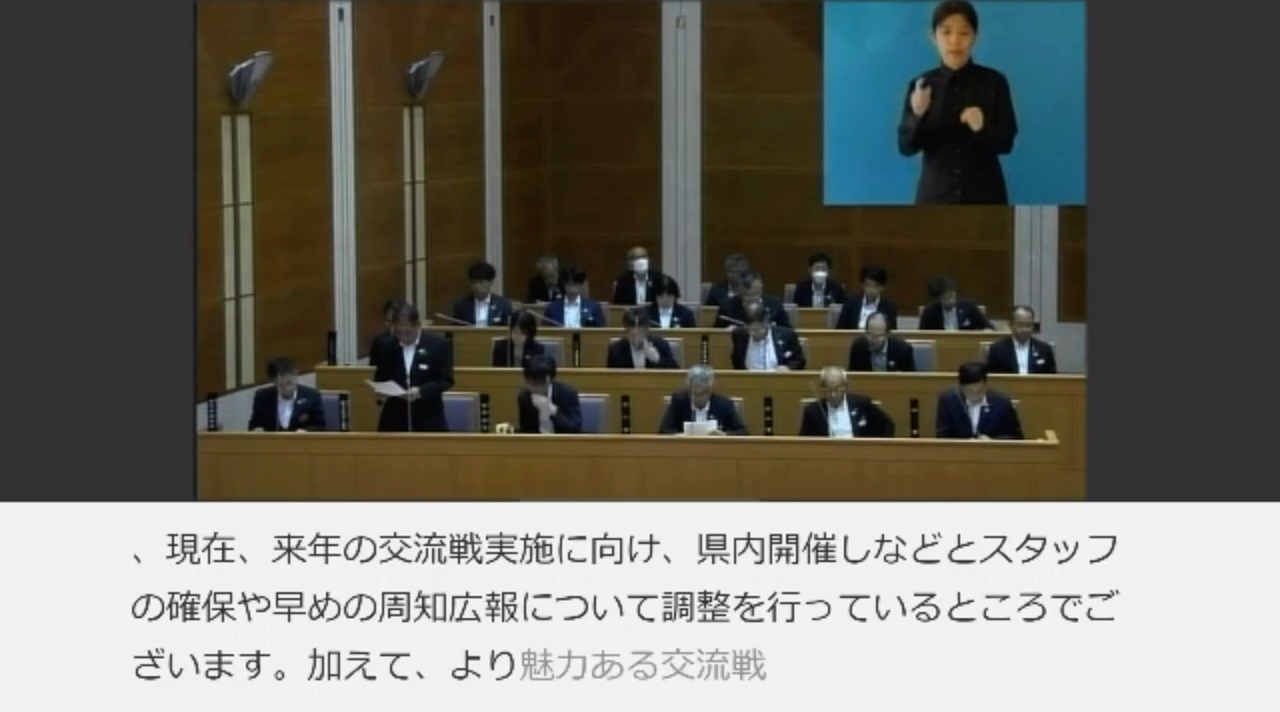 、現在、来年の交流戦実施に向け、県内開催しなどとスタッフ
の確保や早めの周知広報について調整を行っているところでご
ざいます。加えて、より魅力ある交流戦